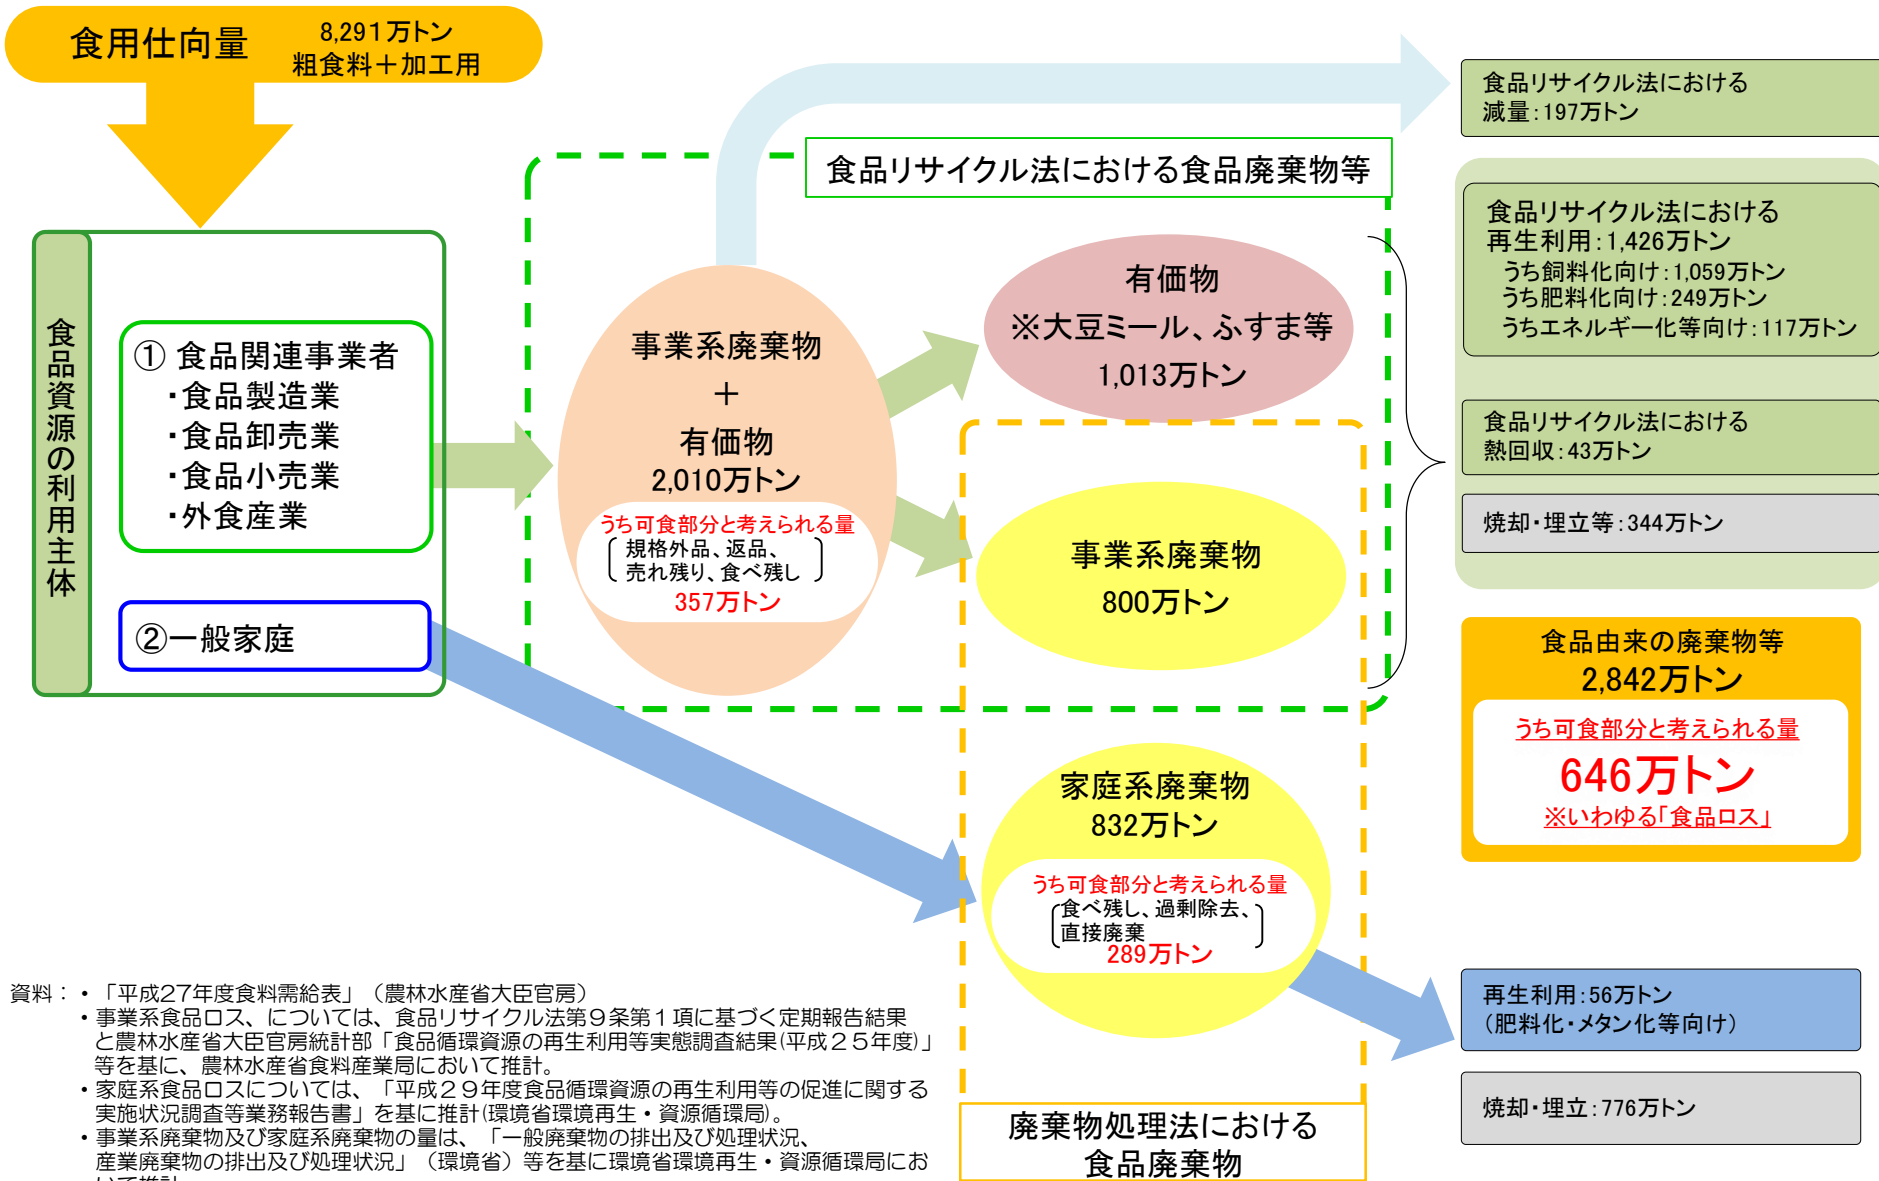 食用仕向量
8,291万トン
粗食料＋加工用
食品資源の利用主体
① 食品関連事業者
・食品製造業
・食品卸売業
・食品小売業
・外食産業
②一般家庭
食品リサイクル法における食品廃棄物等
事業系廃棄物
＋
有価物
2,010万トン
うち可食部分と考えられる量
規格外品、返品、
売れ残り、食べ残し
357万トン
有価物
※大豆ミール、ふすま等
1,013万トン
事業系廃棄物
800万トン
家庭系廃棄物
832万トン
うち可食部分と考えられる量
食べ残し、過剰除去、
直接廃棄
289万トン
廃棄物処理法における
食品廃棄物
食品リサイクル法における
減量：197万トン
食品リサイクル法における
再生利用：1,426万トン
うち飼料化向け：1,059万トン
うち肥料化向け：249万トン
うちエネルギー化等向け：117万トン
食品リサイクル法における
熱回収：43万トン
焼却・埋立等：344万トン
食品由来の廃棄物等
2,842万トン
うち可食部分と考えられる量
646万トン
※いわゆる「食品ロス」
再生利用：56万トン
（肥料化・メタン化等向け）
焼却・埋立：776万トン
資料：・「平成27年度食料需給表」（農林水産省大臣官房）
・事業系食品ロス、については、食品リサイクル法第９条第１項に基づく定期報告結果
と農林水産省大臣官房統計部「食品循環資源の再生利用等実態調査結果(平成２５年度)」
等を基に、農林水産省食料産業局において推計。
・家庭系食品ロスについては、「平成２９年度食品循環資源の再生利用等の促進に関する
実施状況調査等業務報告書」を基に推計(環境省環境再生・資源循環局)。
・事業系廃棄物及び家庭系廃棄物の量は、「一般廃棄物の排出及び処理状況、
産業廃棄物の排出及び処理状況」（環境省）等を基に環境省環境再生・資源循環局にお